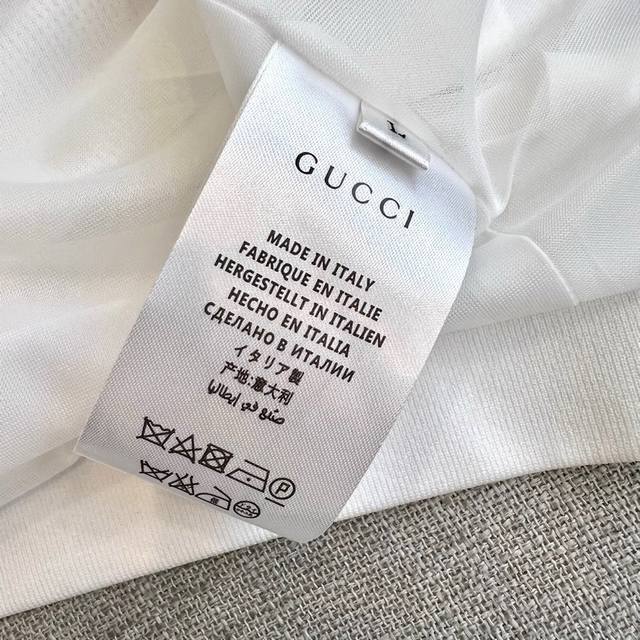 L
GUCCI
MADE IN ITALY
FABRIQUE EN ITALIE
HERGESTELLT IN ITALIEN
HECHO EN ITALIA
СДЕЛАНО В ИТАЛИИ
イタリア製
产地:意大利
صنع في إيطاليا